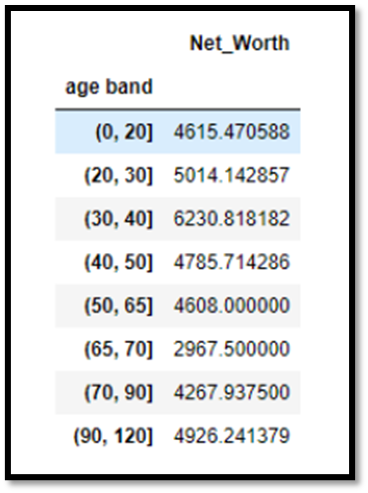 Net_Worth
age band
(0, 20] 4615.470588
(20, 30] 5014.142857
(30, 40] 6230.818182
(40, 50] 4785.714286
(50, 65] 4608.000000
(65, 70] 2967.500000
(70, 90] 4267.937500
(90, 120] 4926.241379